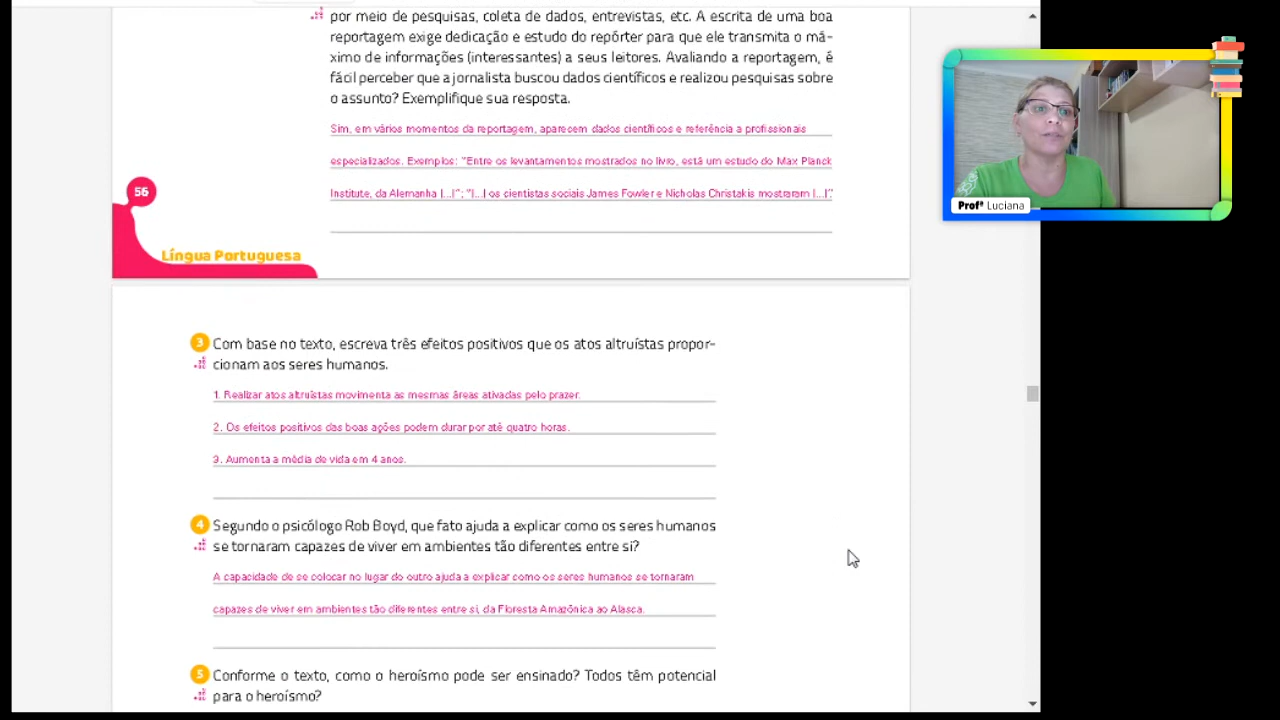 por meio de pesquisas, coleta de dados, entrevistas, etc. A escrita de uma boa
reportagem exige dedicação e estudo do repórter para que ele transmita o má-
ximo de informações (interessantes) a seus leitores. Avaliando a reportagem, é
fácil perceber que a jornalista buscou dados científicos e realizou pesquisas sobre
o assunto? Exemplifique sua resposta.
Sim, em vários momentos da reportagem, aparecem dados científicos e referência a profissionais
especializados. Exemplos: "Entre os levantamentos mostrados no livro, está um estudo do Max Planck
Institute, da Alemanha [...]"; "[...] os cientistas sociais James Fowler e Nicholas Christakis mostraram [...]"
56
Língua Portuguesa
Profª Luciana
3 Com base no texto, escreva três efeitos positivos que os atos altruístas propor-
cionam aos seres humanos.
1. Realizar atos altruístas movimenta as mesmas áreas ativadas pelo prazer.
2. Os efeitos positivos das boas ações podem durar por até quatro horas.
3. Aumenta a média de vida em 4 anos.
4 Segundo o psicólogo Rob Boyd, que fato ajuda a explicar como os seres humanos
se tornaram capazes de viver em ambientes tão diferentes entre si?
A capacidade de se colocar no lugar do outro ajuda a explicar como os seres humanos se tornaram
capazes de viver em ambientes tão diferentes entre si, da Floresta Amazônica ao Alasca.
5 Conforme o texto, como o heroísmo pode ser ensinado? Todos têm potencial
para o heroísmo?